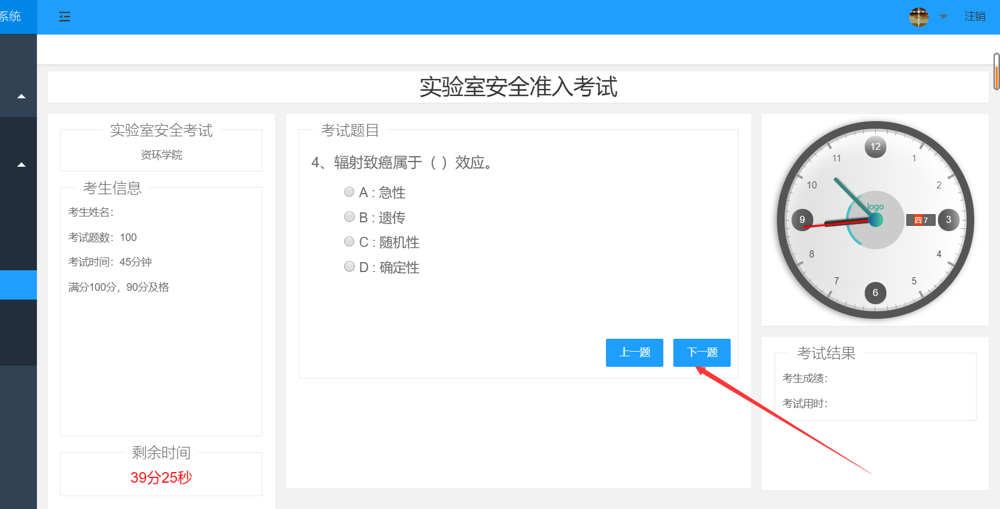 系统
注销
实验室安全准入考试
实验室安全考试
资环学院
考生信息
考生姓名：
考试题数：100
考试时间：45分钟
满分100分，90分及格
剩余时间
39分25秒
考试题目
4、辐射致癌属于（ ）效应。
A : 急性
B : 遗传
C : 随机性
D : 确定性
上一题
下一题
12
11
1
10
2
logo
9
四 7
3
8
4
7
5
6
考试结果
考生成绩：
考试用时：